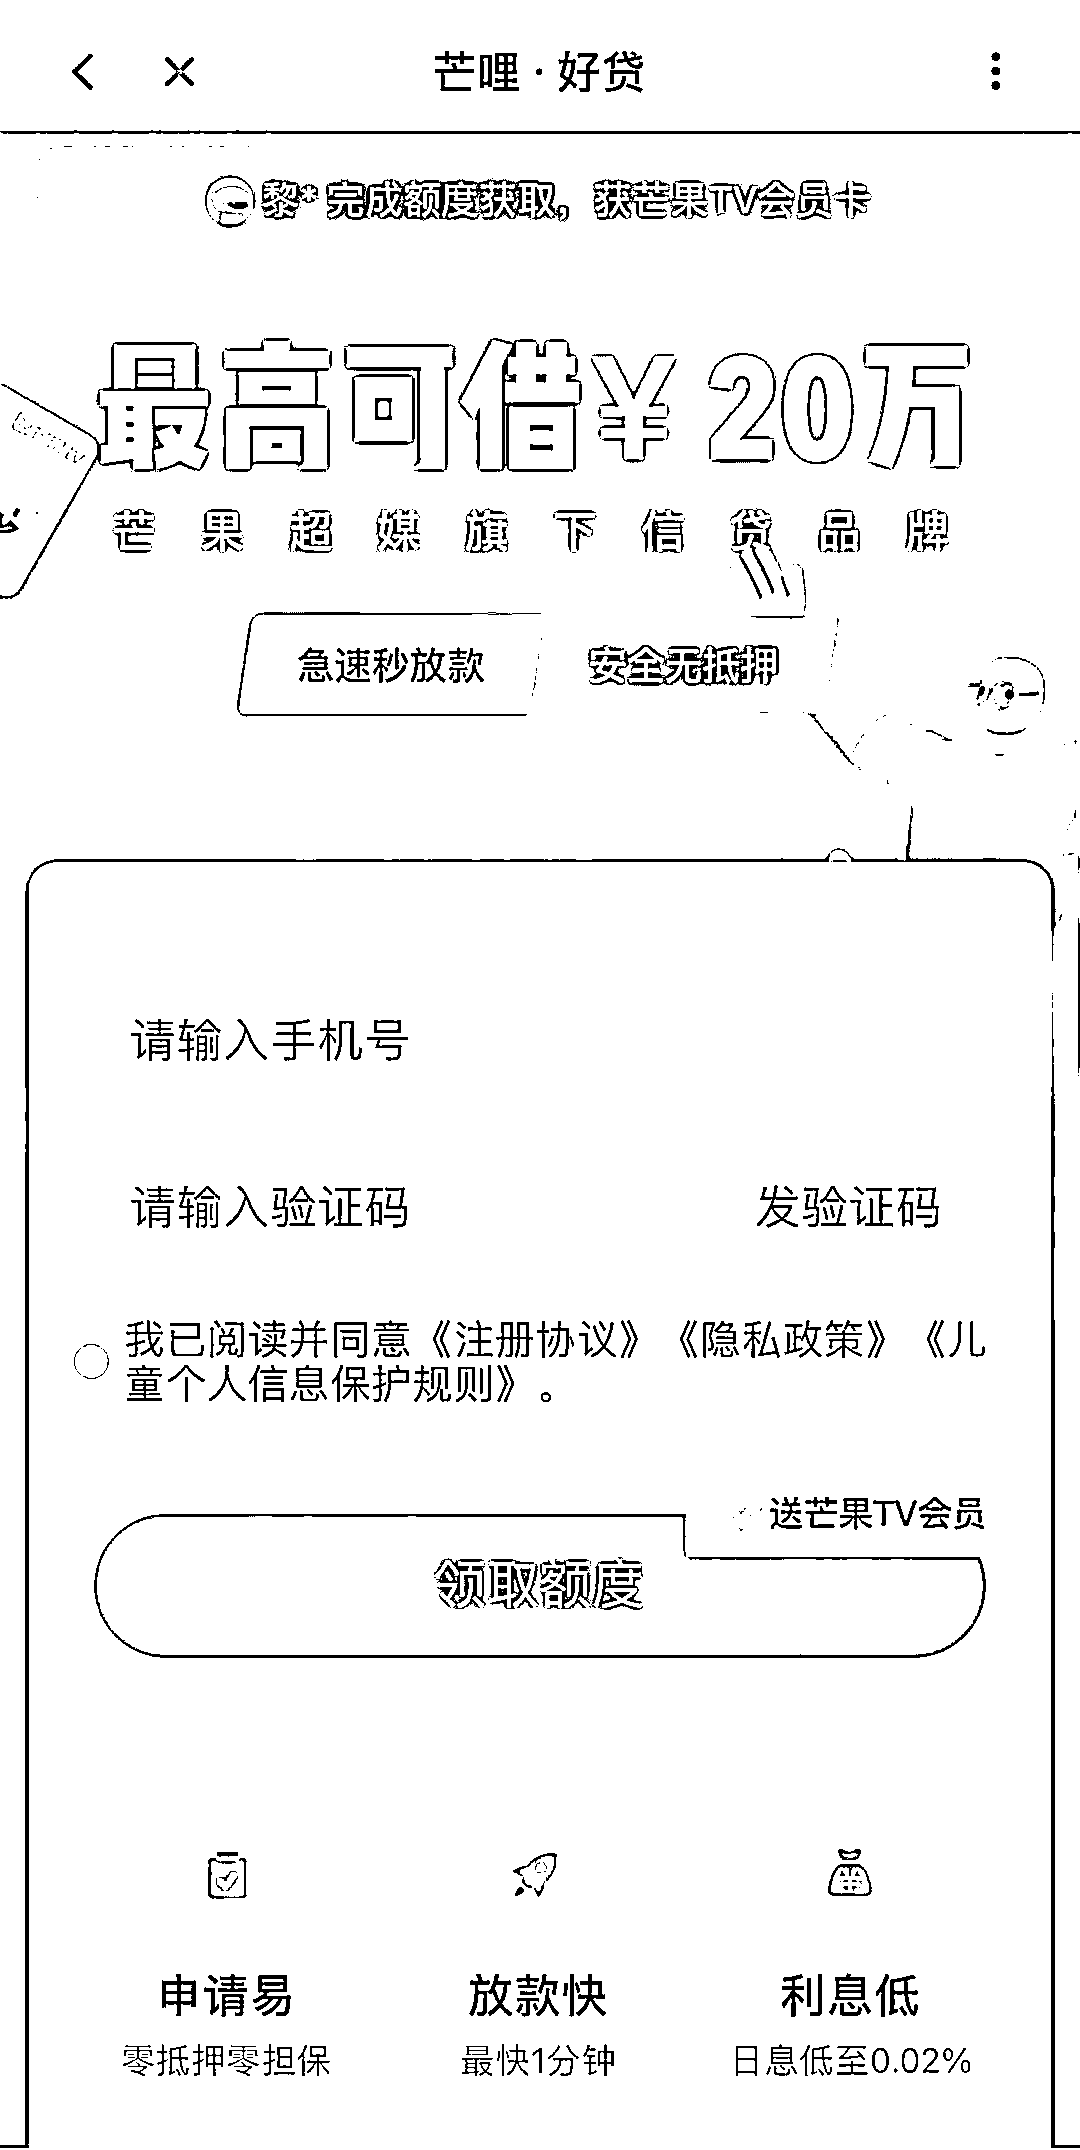 芒哩·好贷
黎* 完成额度获取，获芒果TV会员卡
最高可借¥20万
芒果超媒旗下信贷品牌
急速秒放款 安全无抵押
请输入手机号
请输入验证码 发验证码
我已阅读并同意《注册协议》《隐私政策》《儿
童个人信息保护规则》。
送芒果TV会员
领取额度
申请易 放款快 利息低
零抵押零担保 最快1分钟 日息低至0.02%